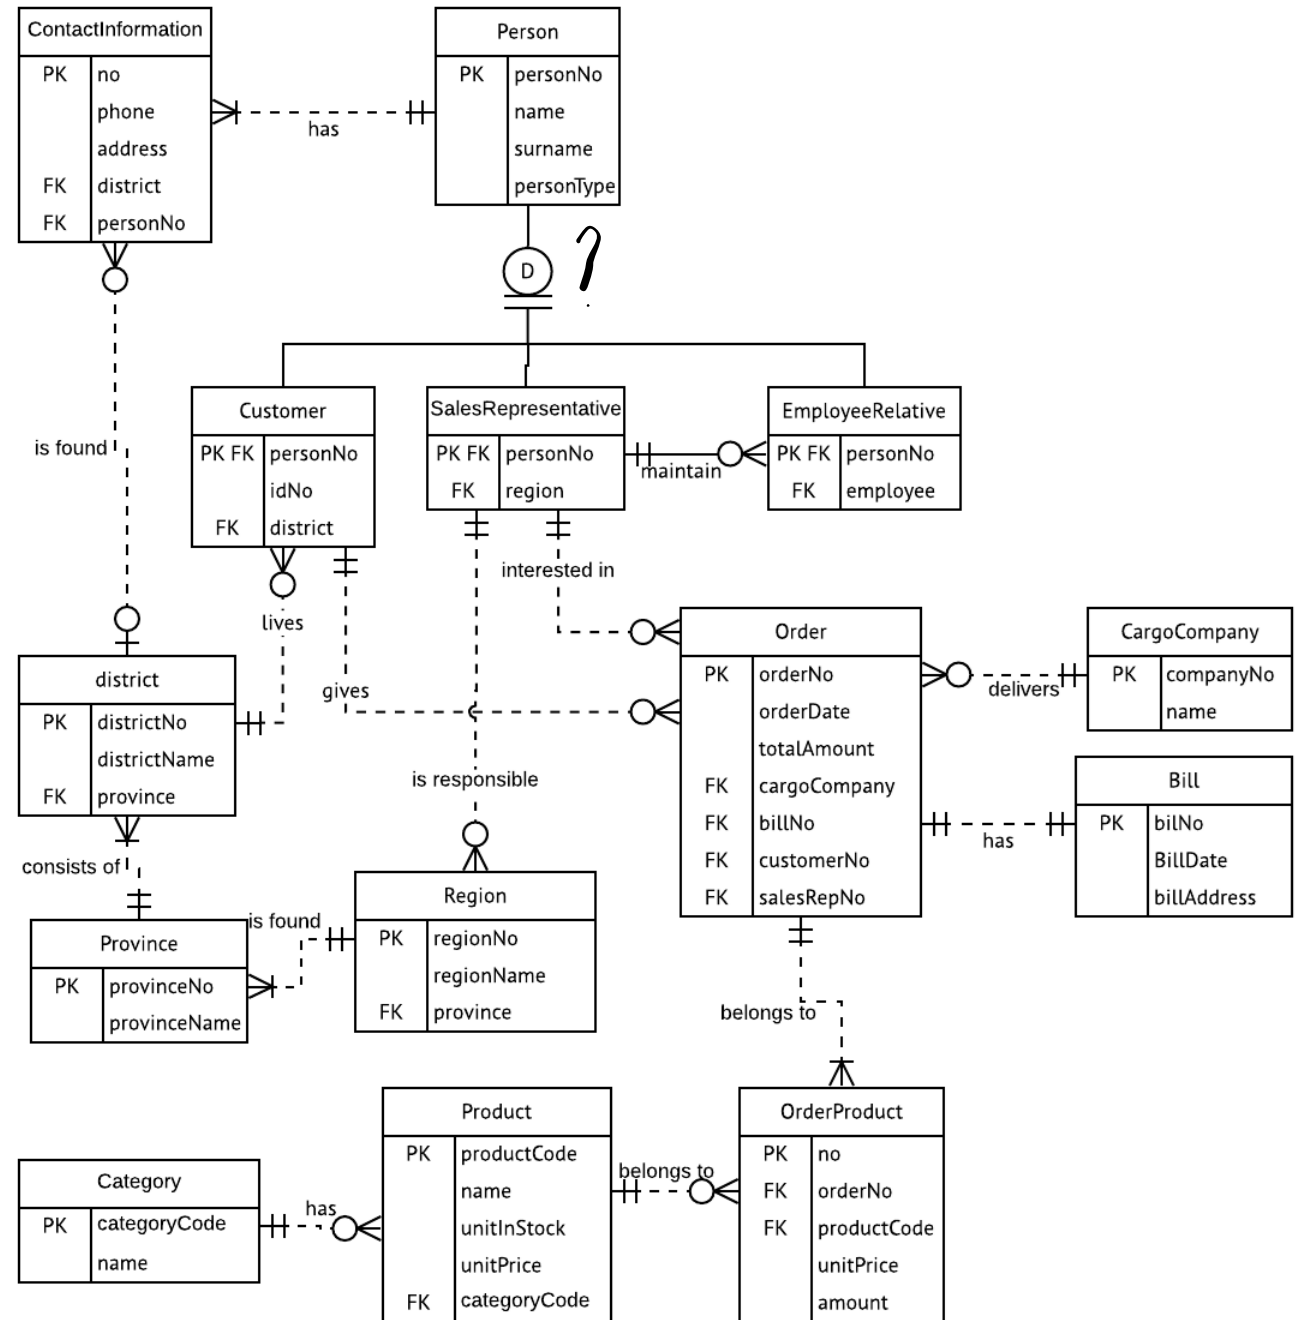 ContactInformation
PK no
phone
address
FK district
FK personNo
has
Person
PK personNo
name
surname
personType
D
?
is found
Customer
PK FK personNo
idNo
FK district
SalesRepresentative
PK FK personNo
FK region
maintain
EmployeeRelative
PK FK personNo
FK employee
lives
gives
interested in
is responsible
district
PK districtNo
districtName
FK province
Order
PK orderNo
orderDate
totalAmount
FK cargoCompany
FK billNo
FK customerNo
FK salesRepNo
delivers
CargoCompany
PK companyNo
name
has
Bill
PK bilNo
BillDate
billAddress
consists of
Province
PK provinceNo
provinceName
is found
Region
PK regionNo
regionName
FK province
belongs to
Category
PK categoryCode
name
has
Product
PK productCode
name
unitInStock
unitPrice
FK categoryCode
belongs to
OrderProduct
PK no
FK orderNo
FK productCode
unitPrice
amount